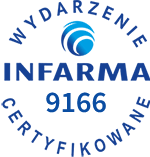 WYDARZENIE
INFARMA
9166
CERTYFIKOWANE